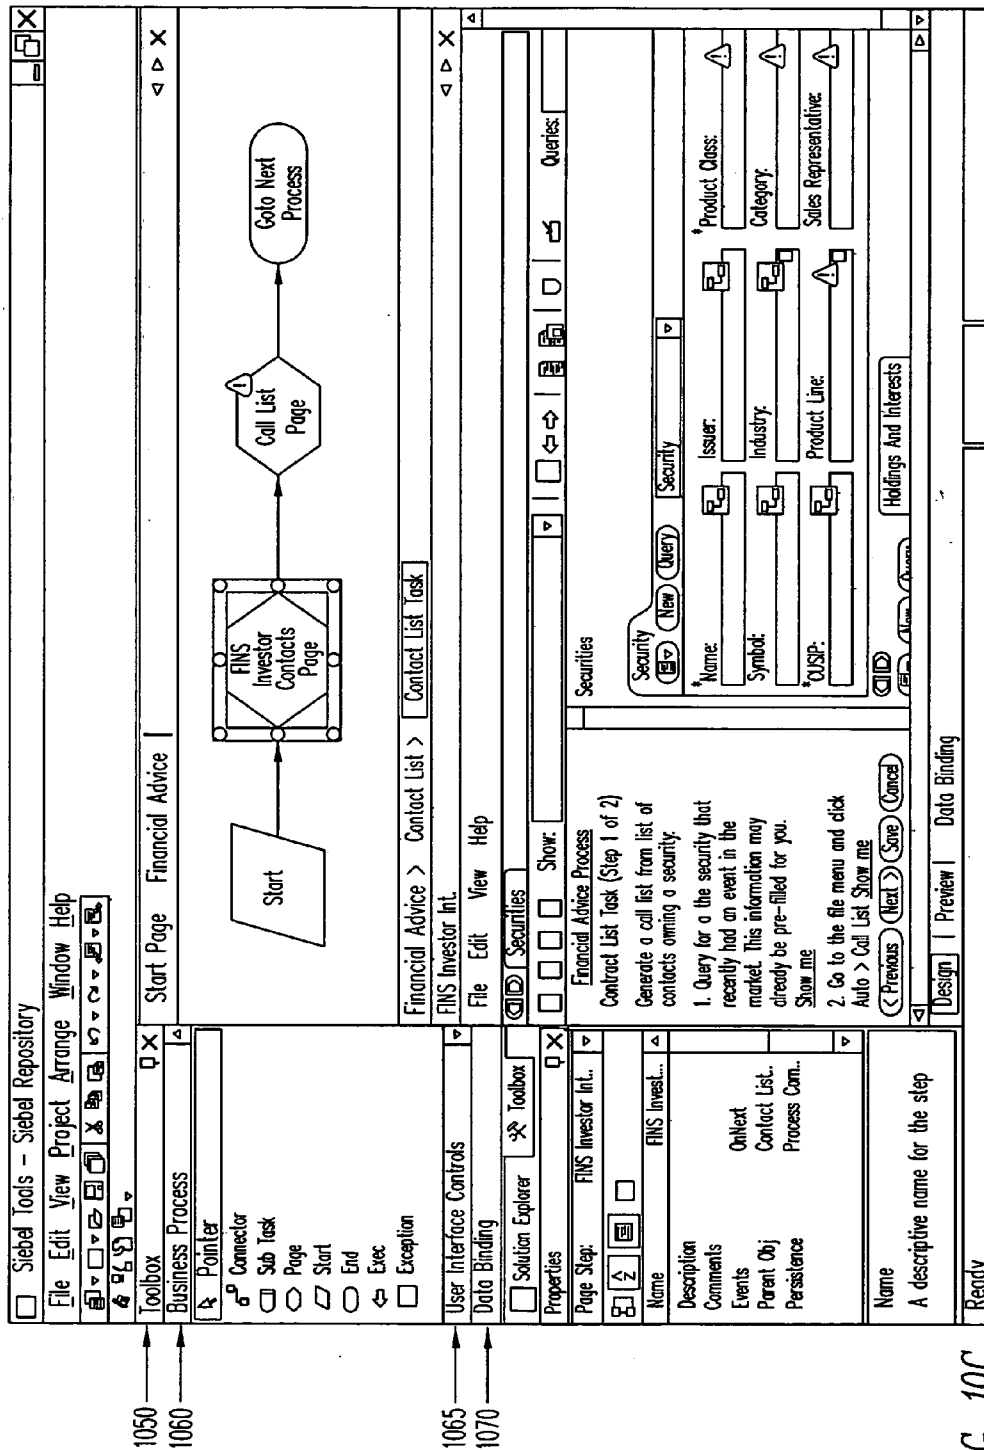 Siebel Tools – Siebel Repository
File Edit View Project Arrange Window Help
1050
Toolbox
1060
Business Process
Pointer
Connector
Sub Task
Page
Start
End
Exec
Exception
1065
User Interface Controls
1070
Data Binding
Solution Explorer
Toolbox
Properties
Page Step: FINS Investor Int..
Name FINS Invest...
Description
Comments
Events OnNext
Parent Obj Contact List..
Persistence Process Com..
Name
A descriptive name for the step
Ready
Start Page Financial Advice
Start
FINS
Investor
Contacts
Page
Call List
Page
Goto Next
Process
Financial Advice > Contact List > Contact List Task
FINS Investor Int.
File Edit View Help
Securities
Show:
Queries:
Financial Advice Process
Contract List Task (Step 1 of 2)
Generate a call list from list of
contacts owning a security.
1. Query for a the security that
recently had an event in the
market. This information may
already be pre-filled for you.
Show me
2. Go to the file menu and click
Auto > Call List Show me
< Previous Next > Save Cancel
Securities
Security
New Query Security
*Name: Issuer: *Product Class:
Symbol: Industry: Category:
*CUSIP: Product Line: Sales Representative:
Holdings And Interests
New Query
Design Preview Data Binding
G. 10C